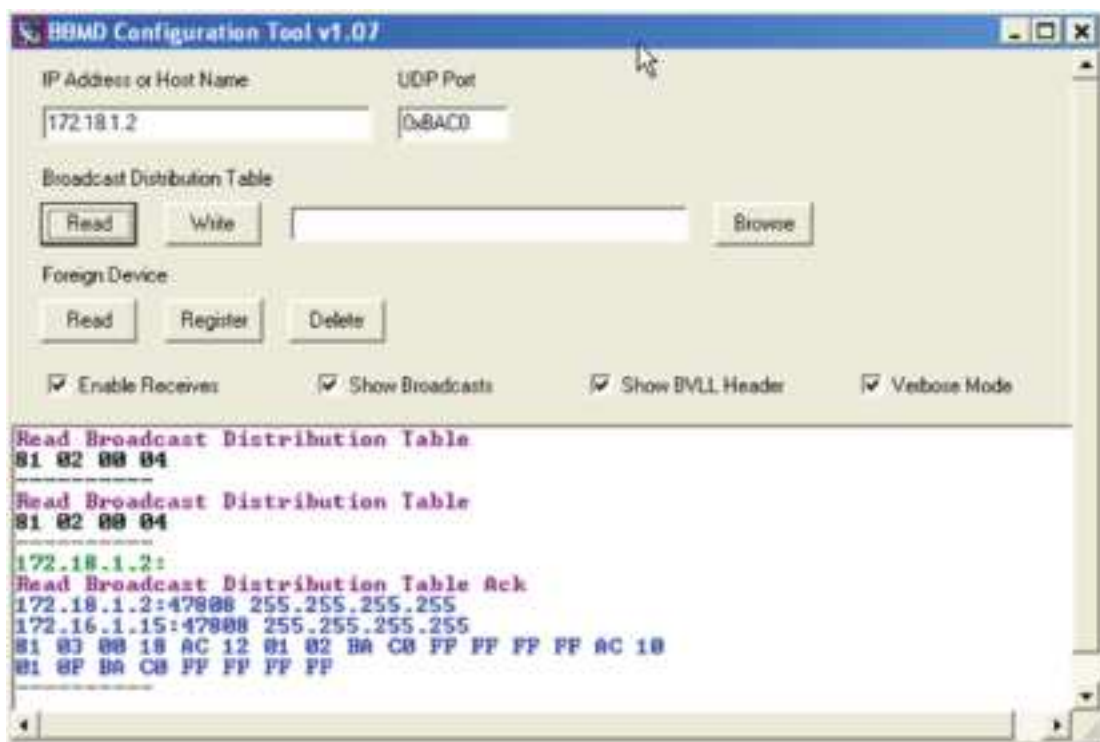 BBMD Configuration Tool v1.07
IP Address or Host Name UDP Port
172.18.1.2 0xBAC0
Broadcast Distribution Table
Read Write Browse
Foreign Device
Read Register Delete
Enable Receives Show Broadcasts Show BVLL Header Verbose Mode
Read Broadcast Distribution Table
81 02 00 04
----------
Read Broadcast Distribution Table
81 02 00 04
----------
172.18.1.2:
Read Broadcast Distribution Table Ack
172.18.1.2:47808 255.255.255.255
172.16.1.15:47808 255.255.255.255
81 03 00 18 AC 12 01 02 BA C0 FF FF FF FF AC 10
01 0F BA C0 FF FF FF FF
----------